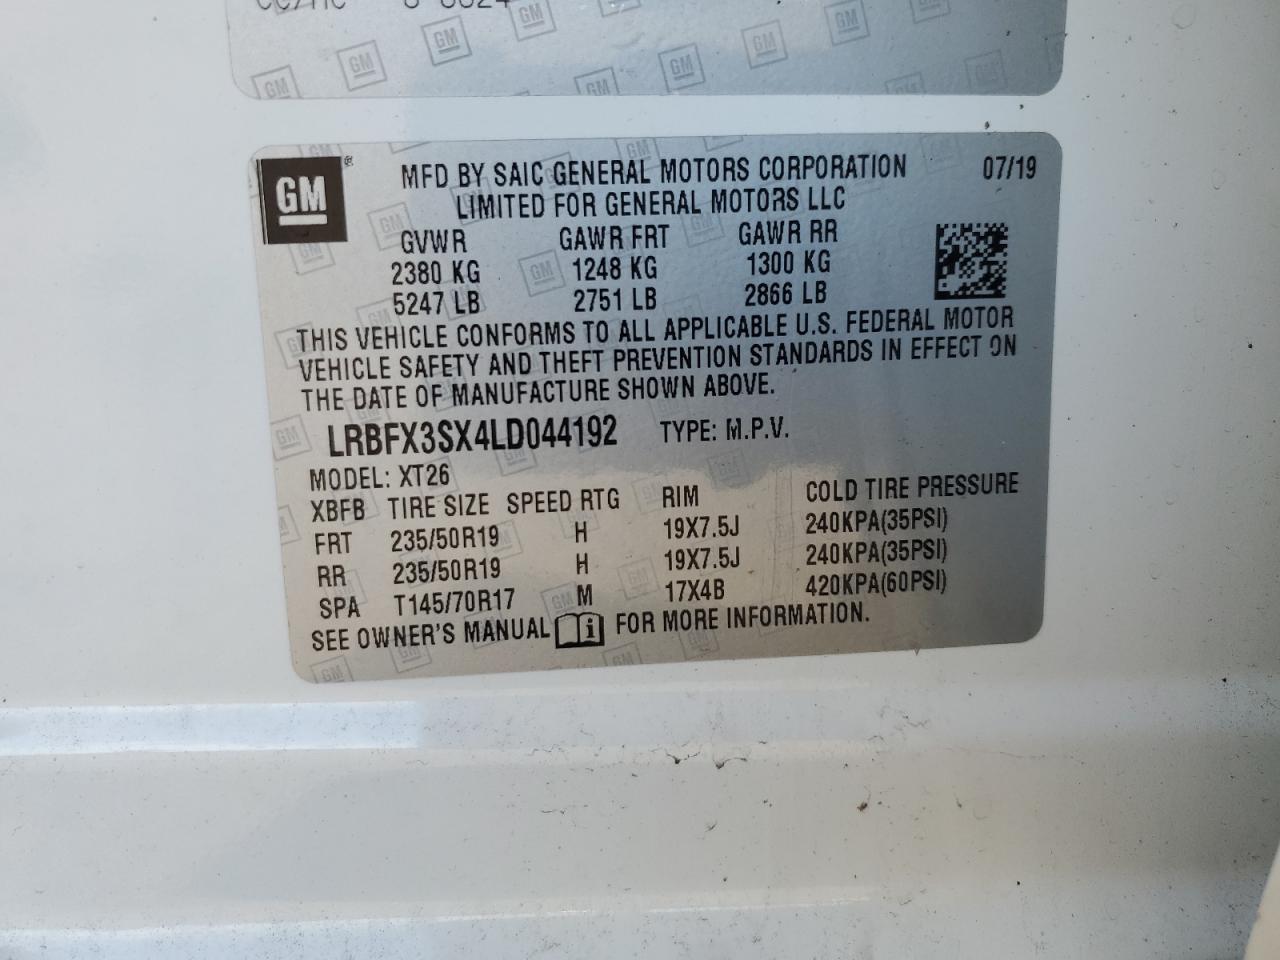 GM
MFD BY SAIC GENERAL MOTORS CORPORATION 07/19
LIMITED FOR GENERAL MOTORS LLC
GVWR GAWR FRT GAWR RR
2380 KG 1248 KG 1300 KG
5247 LB 2751 LB 2866 LB
THIS VEHICLE CONFORMS TO ALL APPLICABLE U.S. FEDERAL MOTOR
VEHICLE SAFETY AND THEFT PREVENTION STANDARDS IN EFFECT ON
THE DATE OF MANUFACTURE SHOWN ABOVE.
LRBFX3SX4LD044192 TYPE: M.P.V.
MODEL: XT26
XBFB TIRE SIZE SPEED RTG RIM COLD TIRE PRESSURE
FRT 235/50R19 H 19X7.5J 240KPA(35PSI)
RR 235/50R19 H 19X7.5J 240KPA(35PSI)
SPA T145/70R17 M 17X4B 420KPA(60PSI)
SEE OWNER'S MANUAL i FOR MORE INFORMATION.